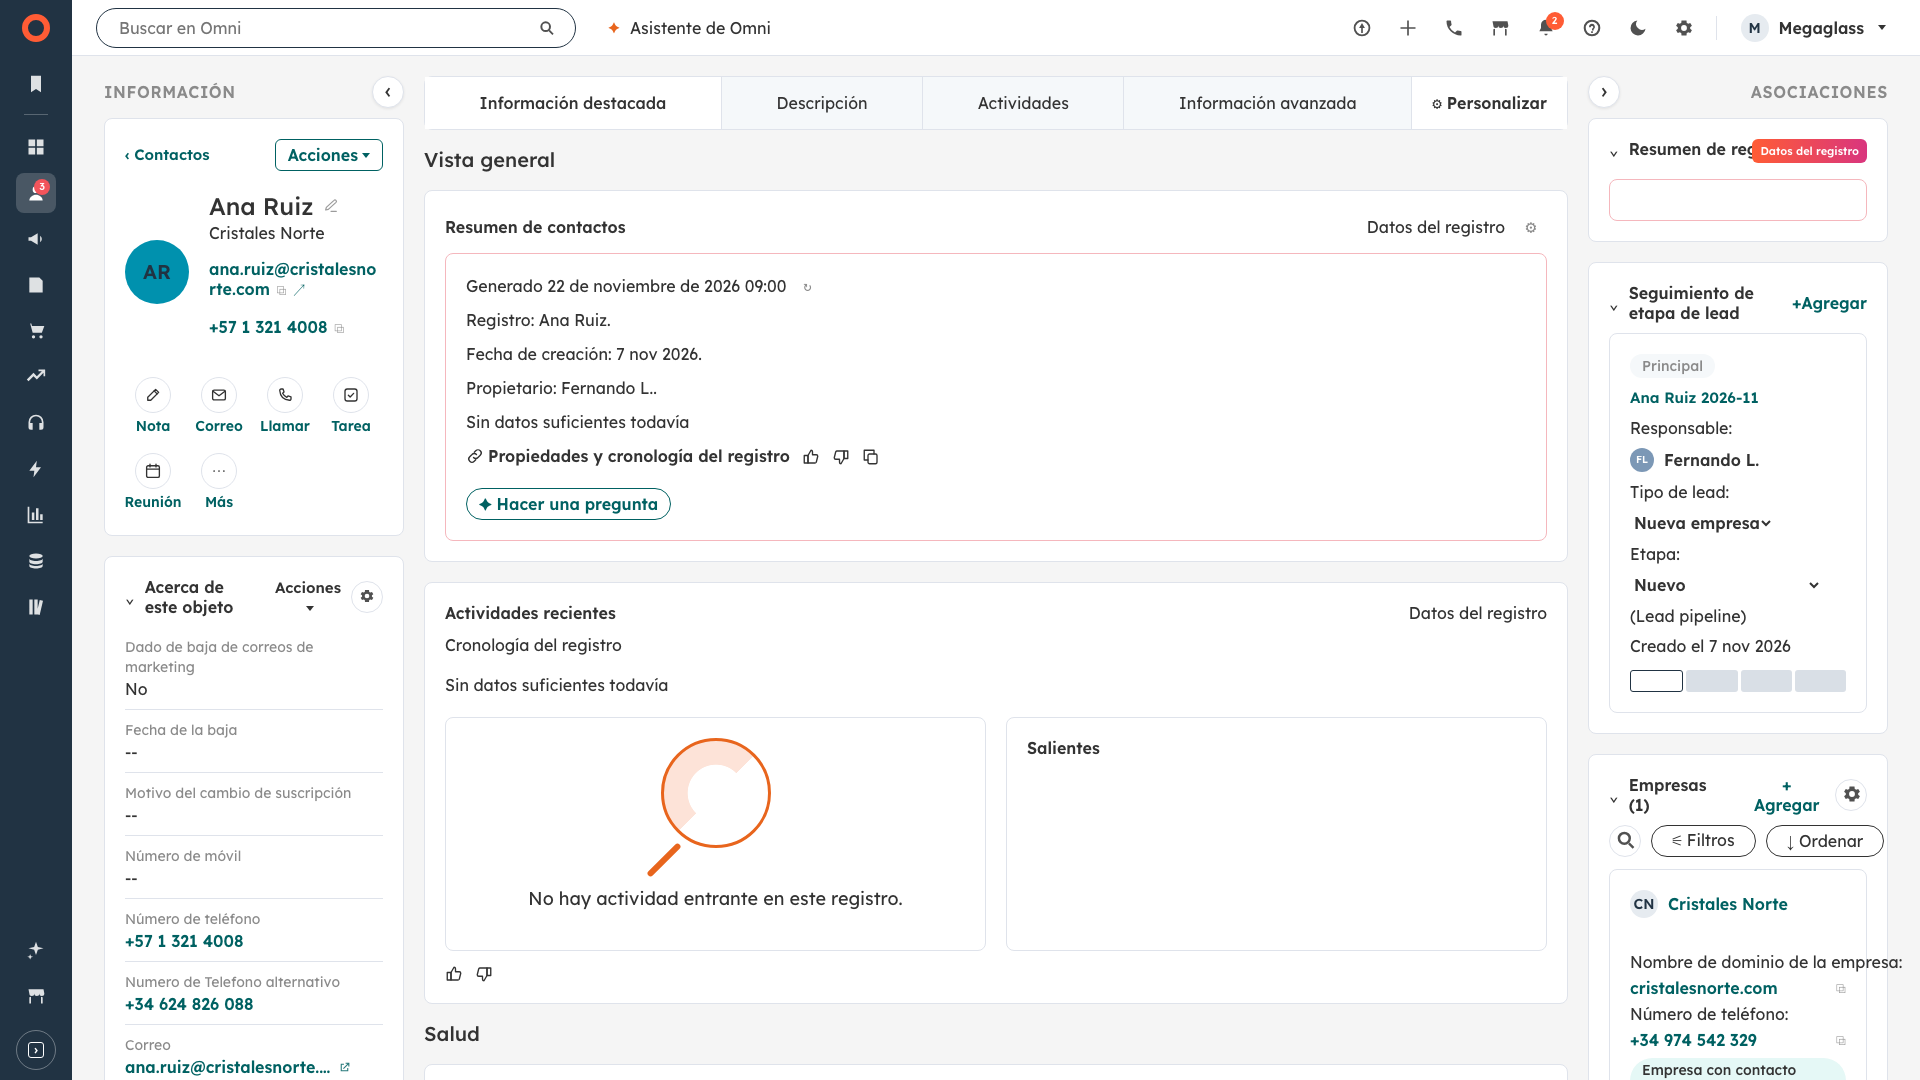 Buscar en Omni
Asistente de Omni
2
M
Megaglass
3
INFORMACIÓN
‹ Contactos
Acciones
Ana Ruiz
Cristales Norte
AR
ana.ruiz@cristalesno
rte.com
+57 1 321 4008
Nota
Correo
Llamar
Tarea
Reunión
Más
Acerca de
este objeto
Acciones
Dado de baja de correos de
marketing
No
Fecha de la baja
--
Motivo del cambio de suscripción
--
Número de móvil
--
Número de teléfono
+57 1 321 4008
Numero de Telefono alternativo
+34 624 826 088
Correo
ana.ruiz@cristalesnorte....
Información destacada
Descripción
Actividades
Información avanzada
Personalizar
Vista general
Resumen de contactos
Datos del registro
Generado 22 de noviembre de 2026 09:00
Registro: Ana Ruiz.
Fecha de creación: 7 nov 2026.
Propietario: Fernando L..
Sin datos suficientes todavía
Propiedades y cronología del registro
Hacer una pregunta
Actividades recientes
Datos del registro
Cronología del registro
Sin datos suficientes todavía
No hay actividad entrante en este registro.
Salientes
Salud
ASOCIACIONES
Resumen de reg
Datos del registro
Seguimiento de
etapa de lead
+Agregar
Principal
Ana Ruiz 2026-11
Responsable:
FL
Fernando L.
Tipo de lead:
Nueva empresa
Etapa:
Nuevo
(Lead pipeline)
Creado el 7 nov 2026
Empresas
(1)
+
Agregar
Filtros
Ordenar
CN
Cristales Norte
Nombre de dominio de la empresa:
cristalesnorte.com
Número de teléfono:
+34 974 542 329
Empresa con contacto